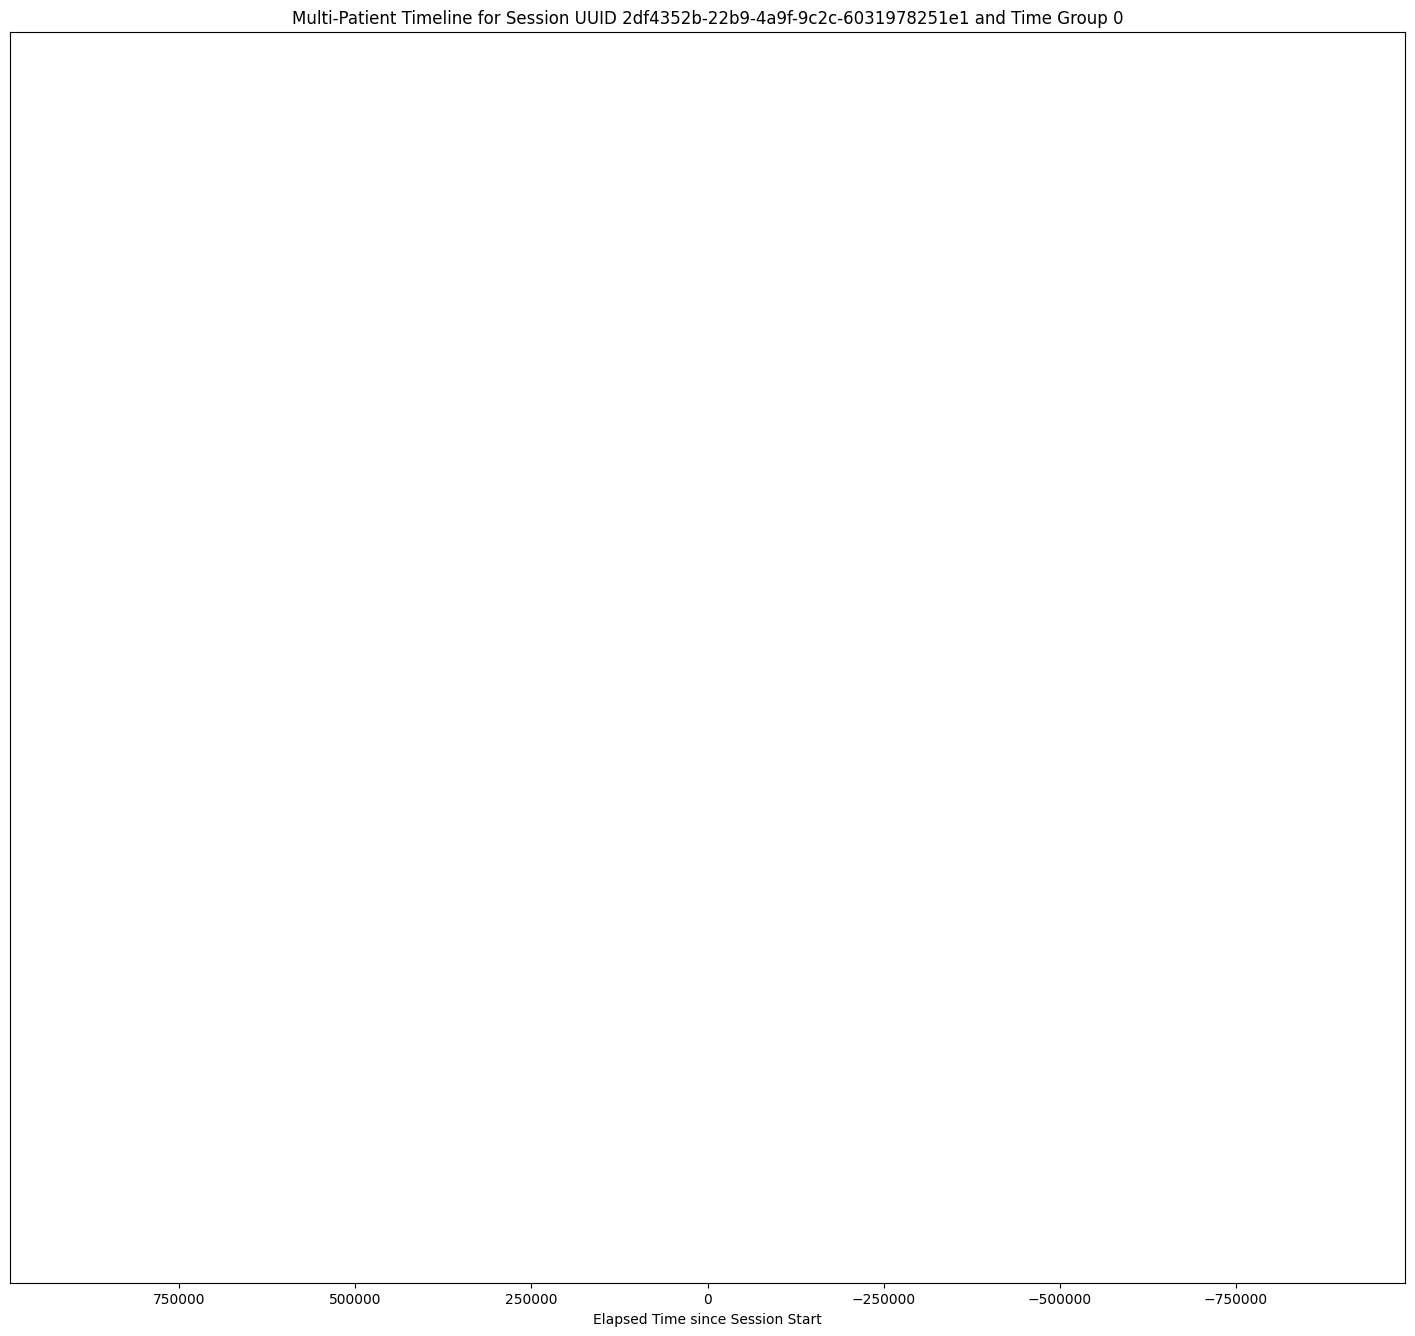 Multi-Patient Timeline for Session UUID 2df4352b-22b9-4a9f-9c2c-6031978251e1 and Time Group 0
750000 500000 250000 0 −250000 −500000 −750000
Elapsed Time since Session Start